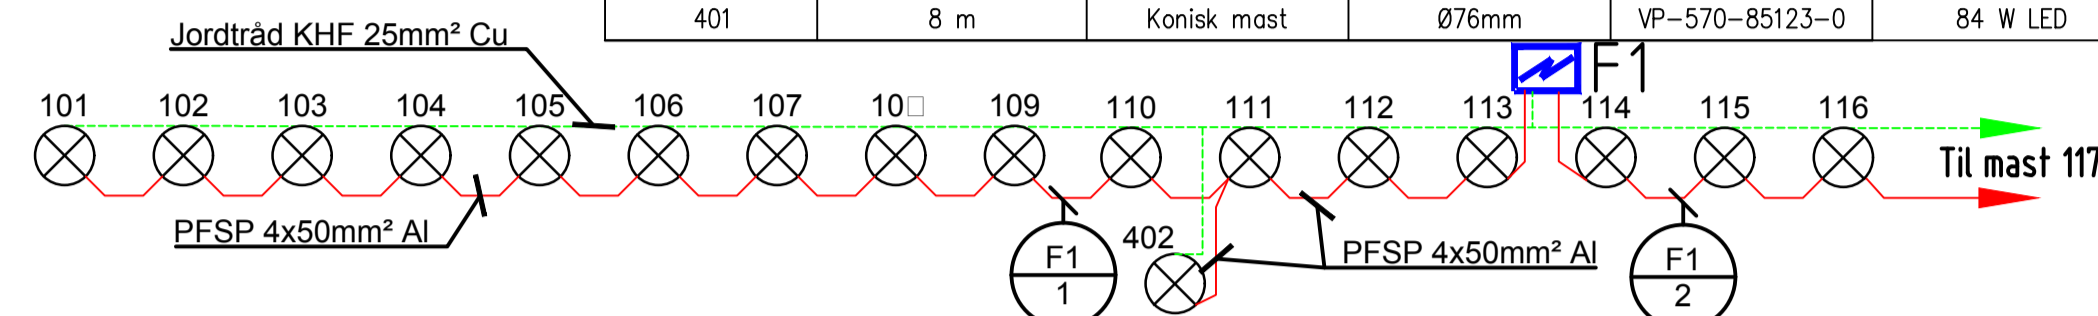 401 8 m Konisk mast Ø76mm VP-570-85123-0 84 W LED
Jordtråd KHF 25mm² Cu
F1
101 102 103 104 105 106 107 10□ 109 110 111 112 113 114 115 116
Til mast 117
PFSP 4x50mm² Al
402
PFSP 4x50mm² Al
F1
1
F1
2